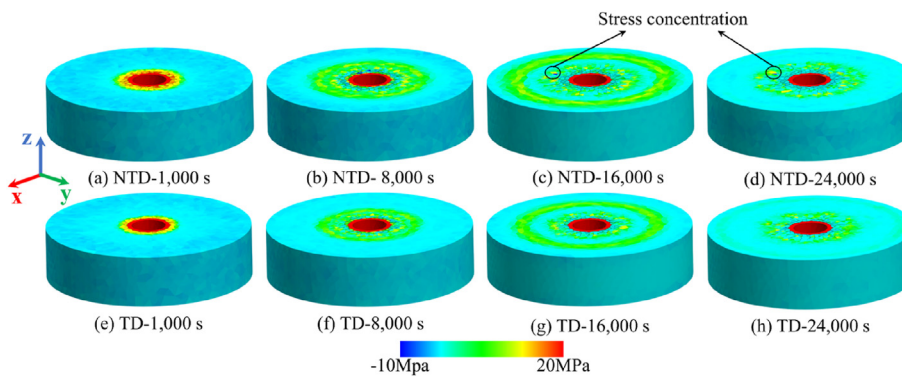 Stress concentration
z
x
y
(a) NTD-1,000 s
(b) NTD- 8,000 s
(c) NTD-16,000 s
(d) NTD-24,000 s
(e) TD-1,000 s
(f) TD-8,000 s
(g) TD-16,000 s
(h) TD-24,000 s
-10Mpa
20MPa